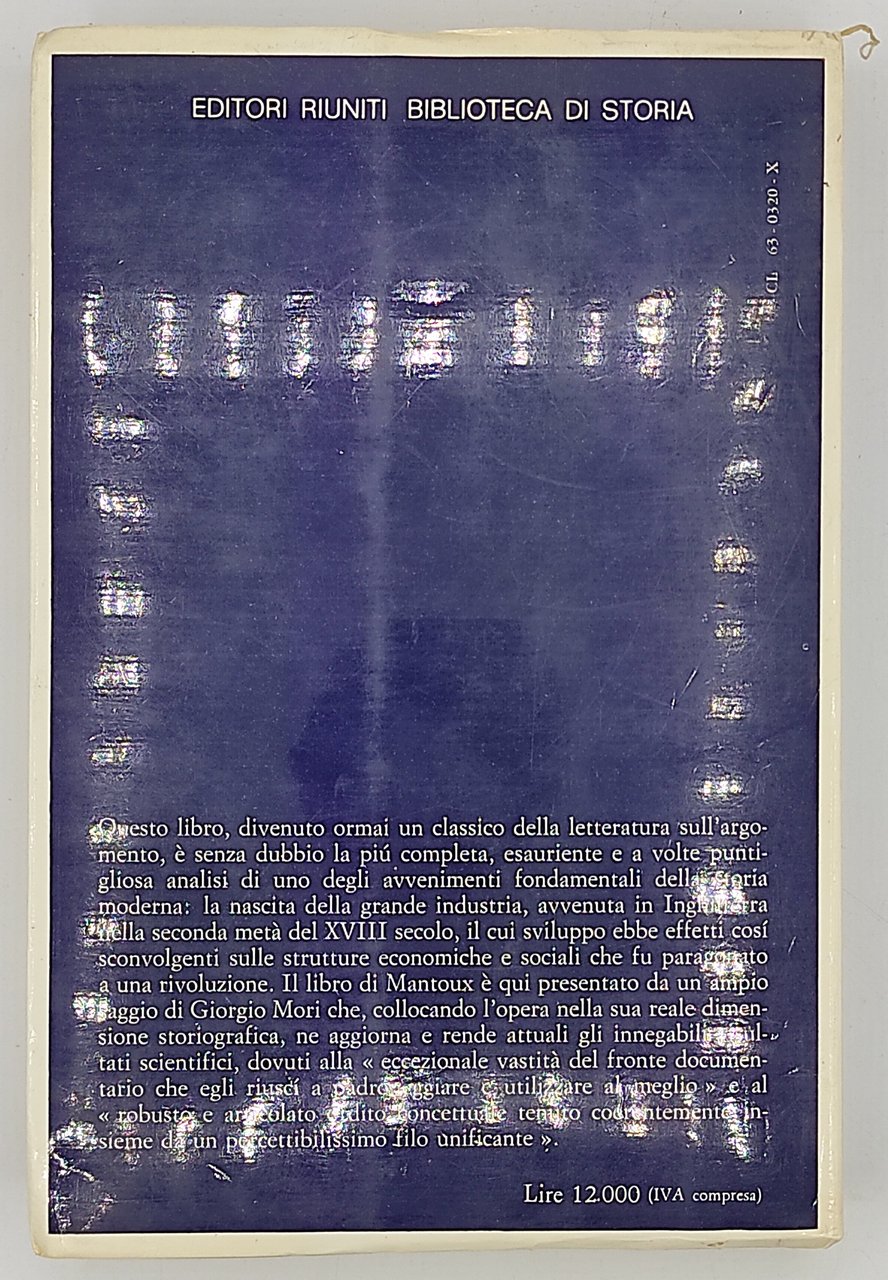 EDITORI RIUNITI BIBLIOTECA DI STORIA
CL 63-0320-X
Questo libro, divenuto ormai un classico della letteratura sull'argo-
mento, è senza dubbio la piú completa, esauriente e a volte punti-
gliosa analisi di uno degli avvenimenti fondamentali della storia
moderna: la nascita della grande industria, avvenuta in Inghilterra
nella seconda metà del XVIII secolo, il cui sviluppo ebbe effetti cosí
sconvolgenti sulle strutture economiche e sociali che fu paragonato
a una rivoluzione. Il libro di Mantoux è qui presentato da un ampio
saggio di Giorgio Mori che, collocando l'opera nella sua reale dimen-
sione storiografica, ne aggiorna e rende attuali gli innegabili risul-
tati scientifici, dovuti alla « eccezionale vastità del fronte documen-
tario che egli riuscí a padroneggiare e utilizzare al meglio » e al
« robusto e articolato ordito concettuale tenuto coerentemente in-
sieme da un percettibilissimo filo unificante ».
Lire 12.000 (IVA compresa)